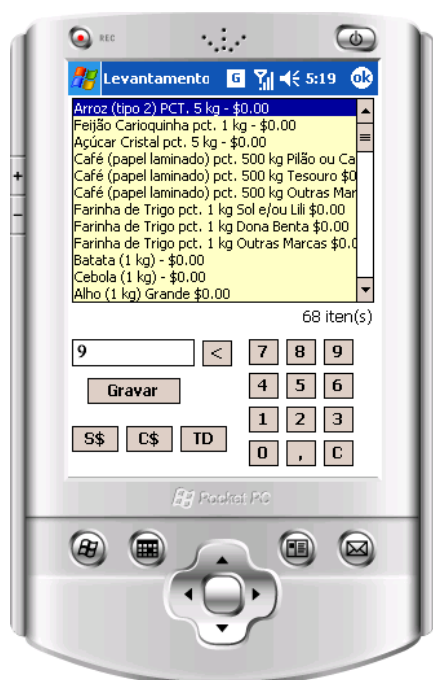 REC
Levantamento G 5:19 ok
Arroz (tipo 2) PCT. 5 kg - $0.00
Feijão Carioquinha pct. 1 kg - $0.00
Açúcar Cristal pct. 5 kg - $0.00
Café (papel laminado) pct. 500 kg Pilão ou Ca
Café (papel laminado) pct. 500 kg Tesouro $0
Café (papel laminado) pct. 500 kg Outras Mar
Farinha de Trigo pct. 1 kg Sol e/ou Lili $0.00
Farinha de Trigo pct. 1 kg Dona Benta $0.00
Farinha de Trigo pct. 1 kg Outras Marcas $0.0
Batata (1 kg) - $0.00
Cebola (1 kg) - $0.00
Alho (1 kg) Grande $0.00
68 iten(s)
9 < 7 8 9
Gravar 4 5 6
1 2 3
S$ C$ TD
0 , C
Pocket PC
+
-